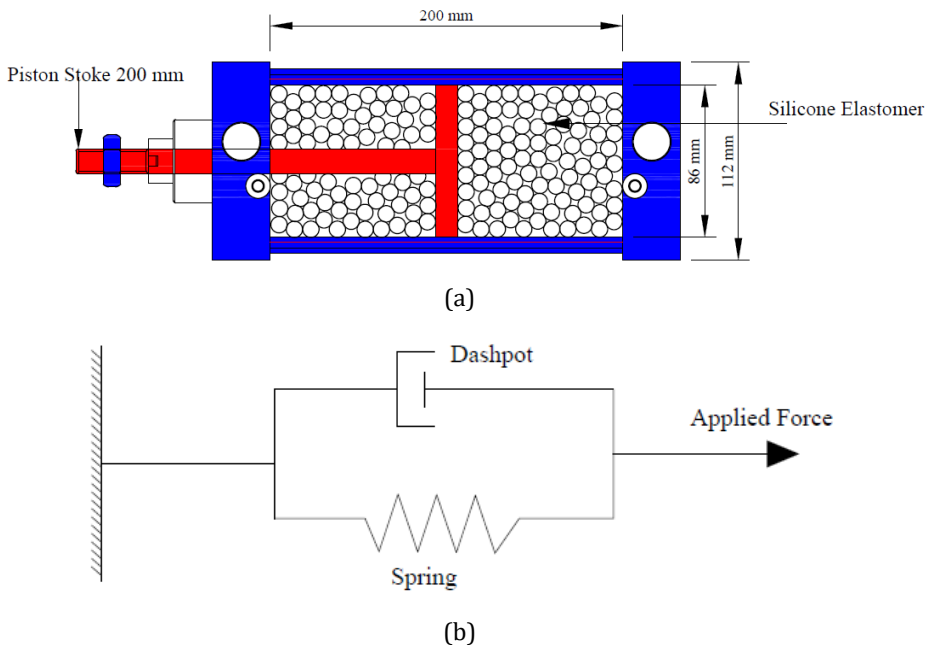 200 mm
Piston Stoke 200 mm
Silicone Elastomer
86 mm
112 mm
(a)
Dashpot
Applied Force
Spring
(b)